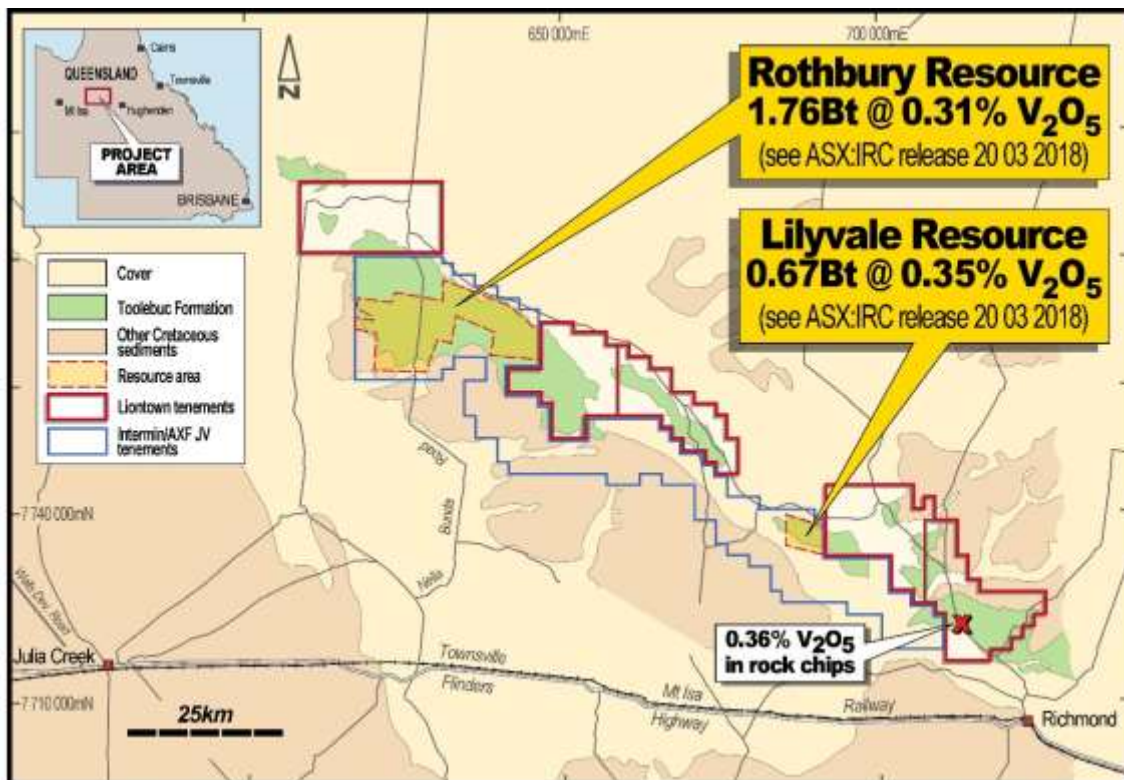 650 000mE
700 000mE
Cairns
QUEENSLAND
Townsville
Mt Isa
Hughenden
PROJECT
AREA
BRISBANE
N
Rothbury Resource
1.76Bt @ 0.31% V₂O₅
(see ASX:IRC release 20 03 2018)
Lilyvale Resource
0.67Bt @ 0.35% V₂O₅
(see ASX:IRC release 20 03 2018)
Cover
Toolebuc Formation
Other Cretaceous
sediments
Resource area
Liontown tenements
Intermin/AXF JV
tenements
Road
Bunda
Nelia
7 740 000mN
Wills Dev. Road
Julia Creek
0.36% V₂O₅
in rock chips
X
Townsville
Flinders
Mt Isa
Highway
Railway
Richmond
7 710 000mN
25km